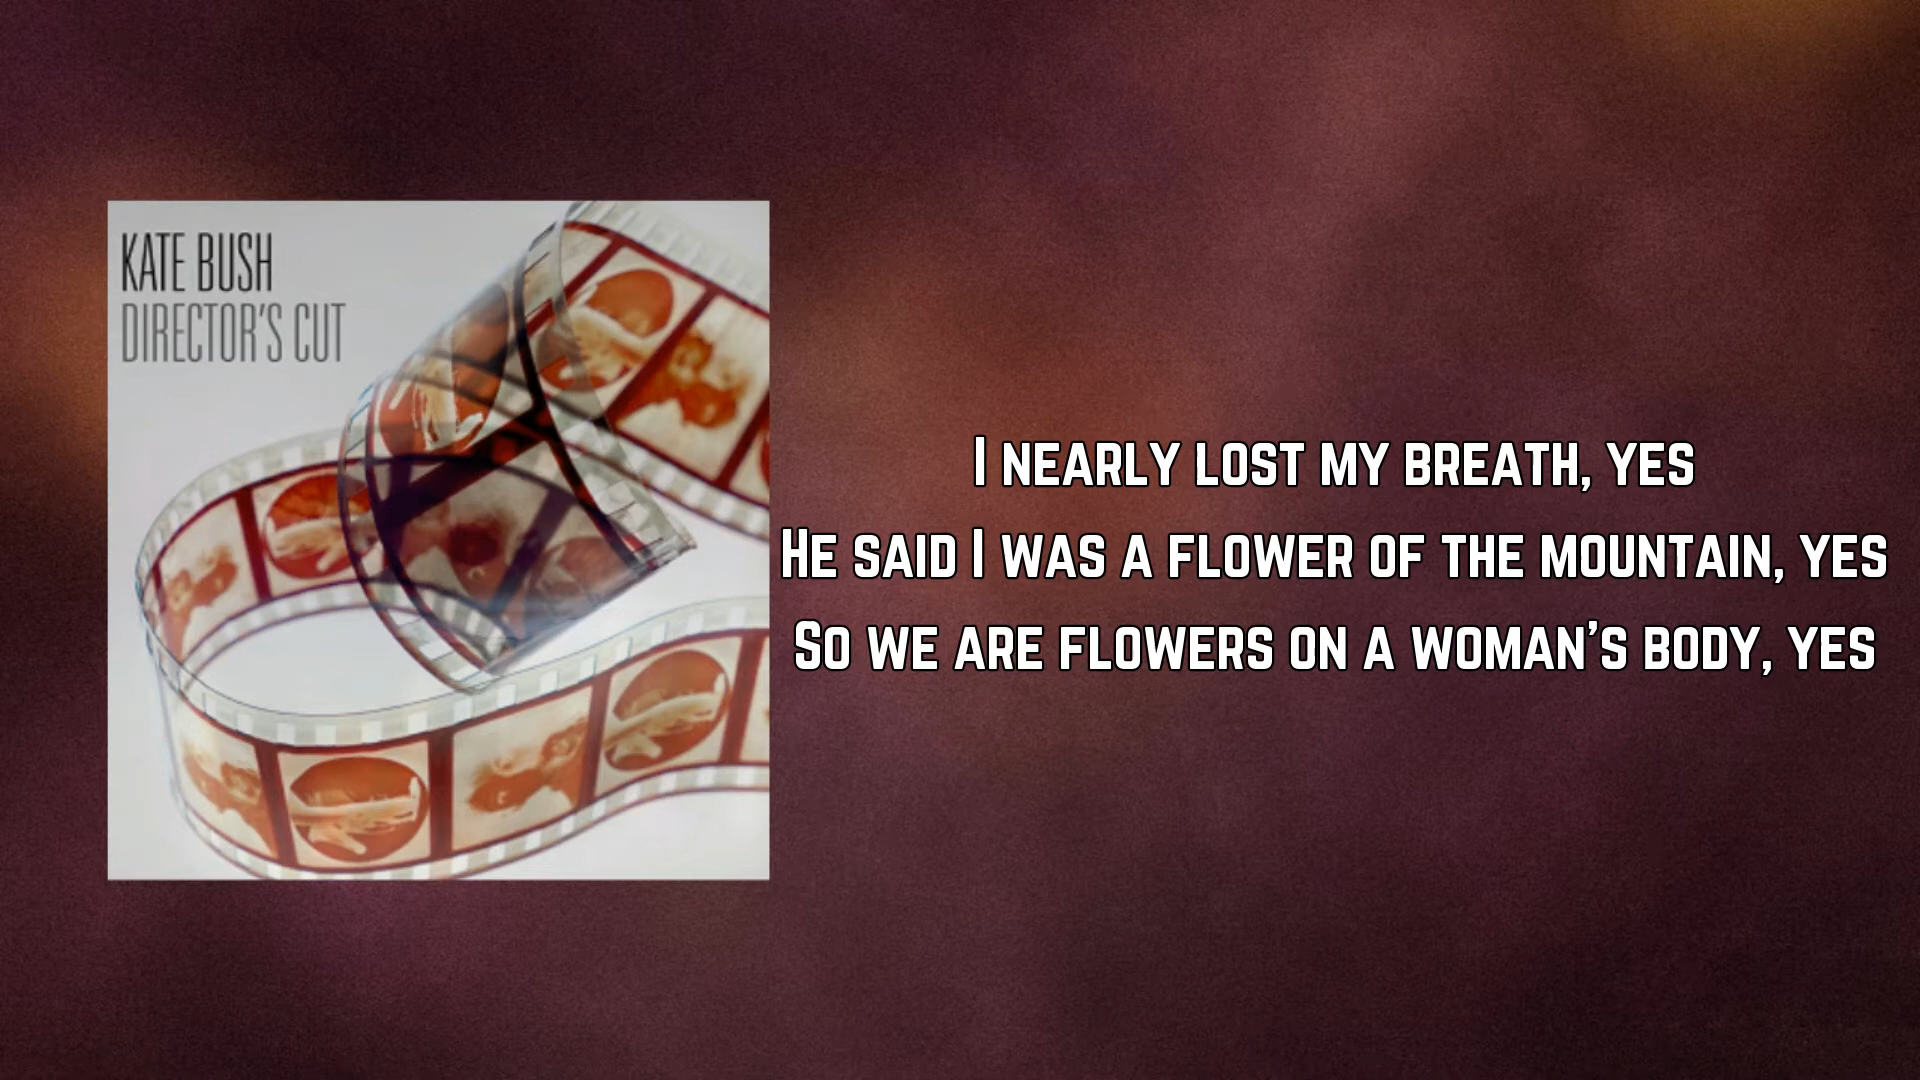 KATE BUSH
DIRECTOR'S CUT
I NEARLY LOST MY BREATH, YES
HE SAID I WAS A FLOWER OF THE MOUNTAIN, YES
SO WE ARE FLOWERS ON A WOMAN'S BODY, YES